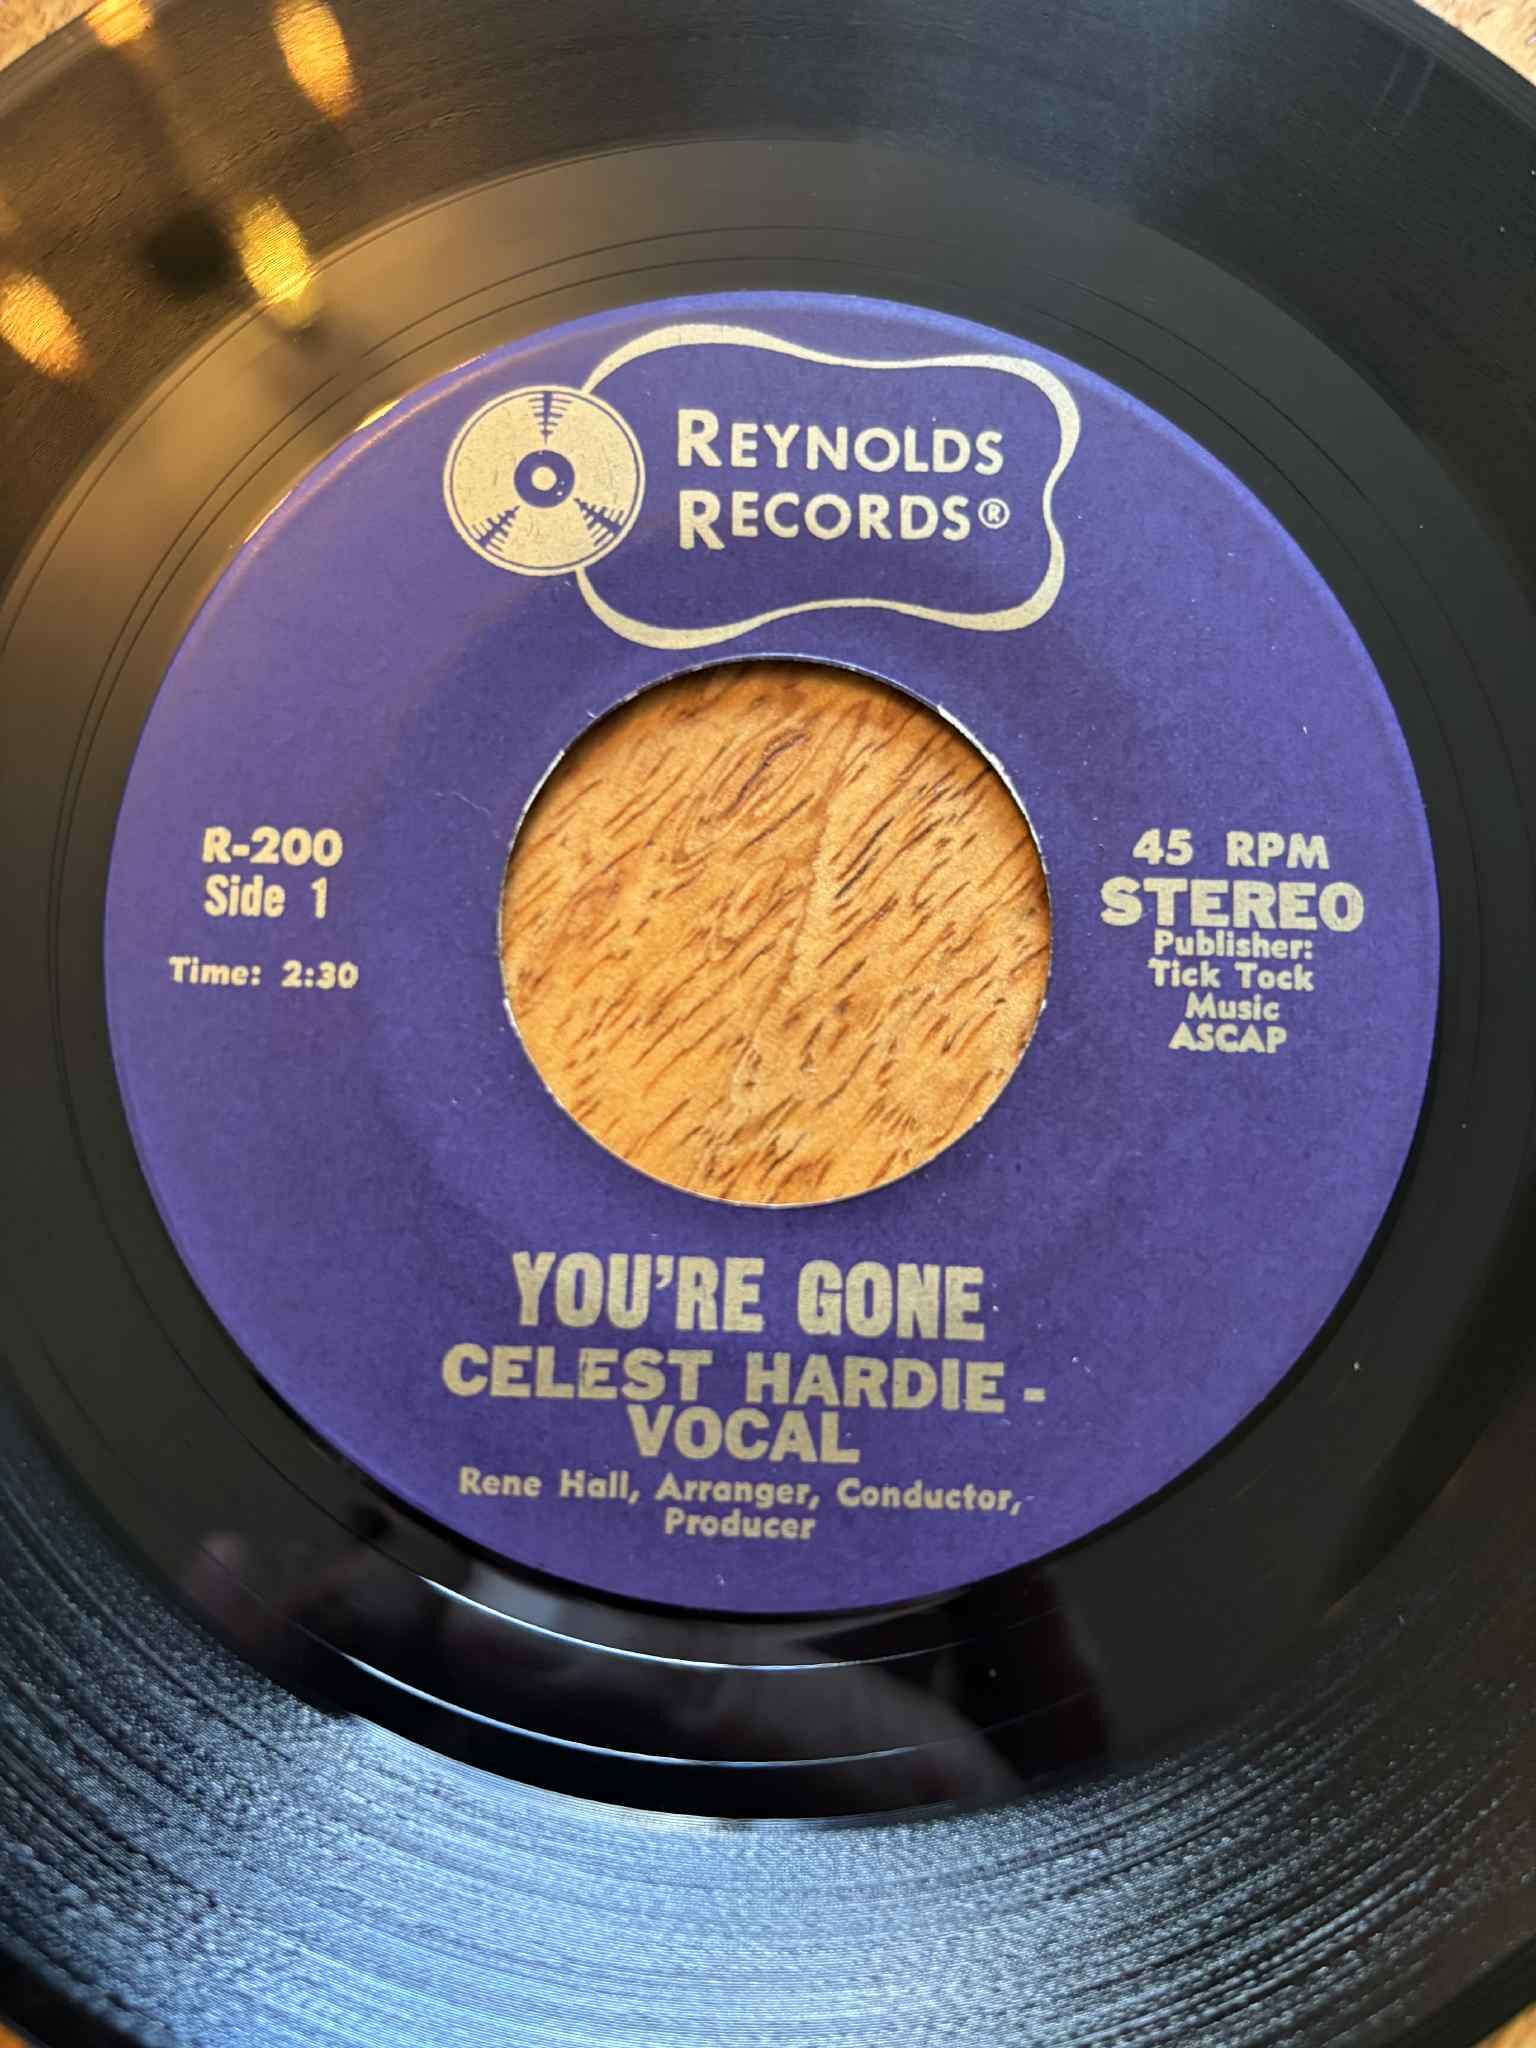 REYNOLDS
RECORDS®
R-200
Side 1
Time: 2:30
45 RPM
STEREO
Publisher:
Tick Tock
Music
ASCAP
YOU'RE GONE
CELEST HARDIE -
VOCAL
Rene Hall, Arranger, Conductor,
Producer